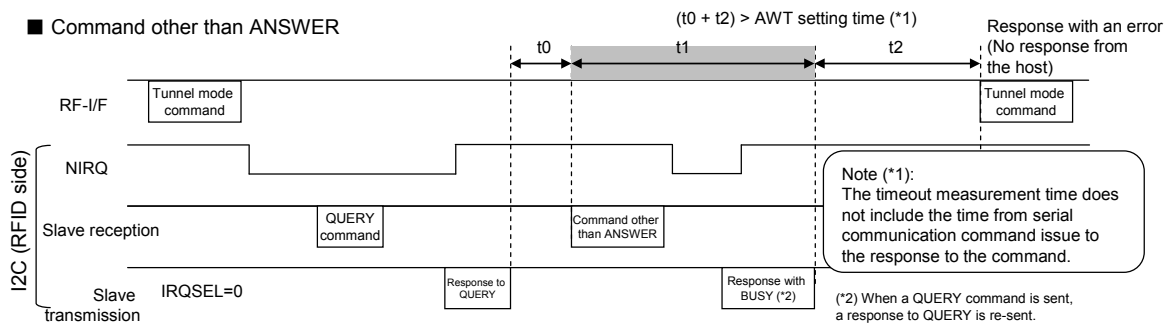 ■ Command other than ANSWER
(t0 + t2) > AWT setting time (*1)
Response with an error
(No response from
the host)
t0
t1
t2
RF-I/F
Tunnel mode
command
Tunnel mode
command
I2C (RFID side)
NIRQ
Slave reception
QUERY
command
Command other
than ANSWER
Slave
transmission
IRQSEL=0
Response to
QUERY
Response with
BUSY (*2)
Note (*1):
The timeout measurement time does
not include the time from serial
communication command issue to
the response to the command.
(*2) When a QUERY command is sent,
a response to QUERY is re-sent.